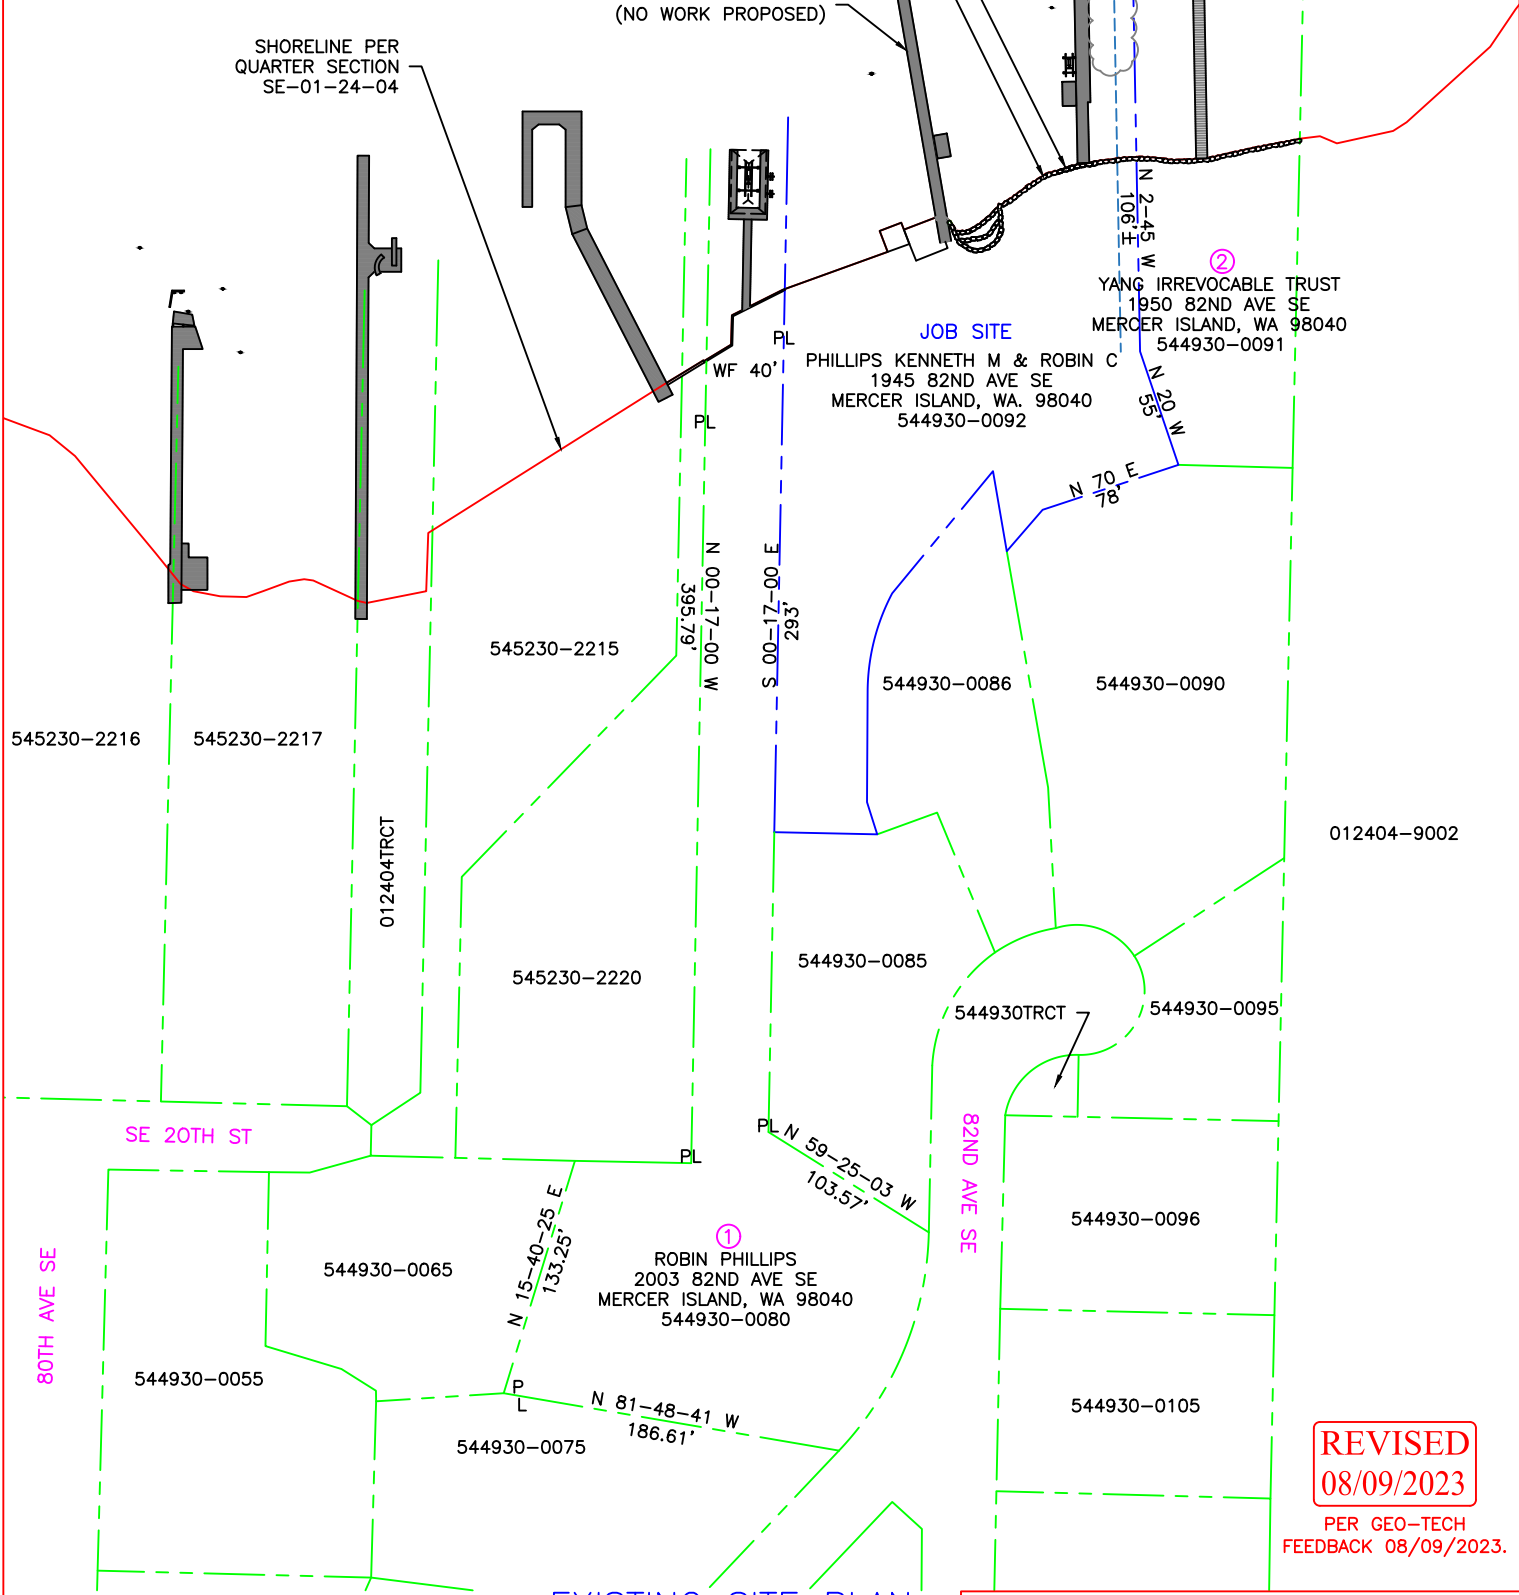 (NO WORK PROPOSED)
SHORELINE PER
QUARTER SECTION
SE-01-24-04
N 2-45 W
106'±
2
YANG IRREVOCABLE TRUST
1950 82ND AVE SE
MERCER ISLAND, WA 98040
544930-0091
JOB SITE
PHILLIPS KENNETH M & ROBIN C
1945 82ND AVE SE
MERCER ISLAND, WA. 98040
544930-0092
PL
WF 40'
PL
N 20 W
55'
N 70 E
78'
N 00-17-00 W
395.79'
S 00-17-00 E
293'
545230-2215
544930-0086
544930-0090
545230-2216
545230-2217
012404TRCT
012404-9002
545230-2220
544930-0085
544930TRCT
544930-0095
SE 20TH ST
PL
PL
N 59-25-03 W
103.57'
82ND AVE SE
544930-0096
N 15-40-25 E
133.25'
1
ROBIN PHILLIPS
2003 82ND AVE SE
MERCER ISLAND, WA 98040
544930-0080
544930-0065
80TH AVE SE
544930-0055
P
L
N 81-48-41 W
186.61'
544930-0075
544930-0105
REVISED
08/09/2023
PER GEO-TECH
FEEDBACK 08/09/2023.
EXISTING SITE PLAN